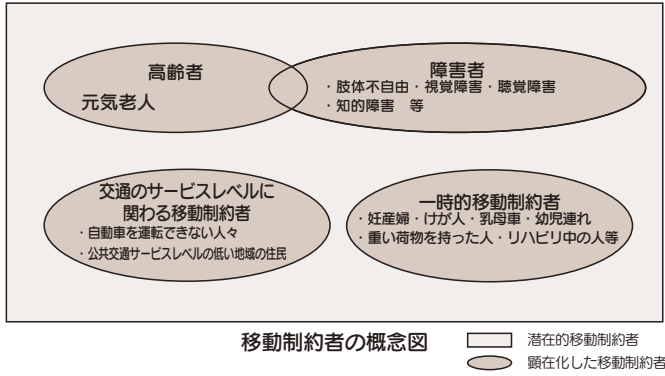 高齢者
元気老人
障害者
・肢体不自由・視覚障害・聴覚障害
・知的障害　等
交通のサービスレベルに
関わる移動制約者
・自動車を運転できない人々
・公共交通サービスレベルの低い地域の住民
一時的移動制約者
・妊産婦・けが人・乳母車・幼児連れ
・重い荷物を持った人・リハビリ中の人等
移動制約者の概念図
潜在的移動制約者
顕在化した移動制約者